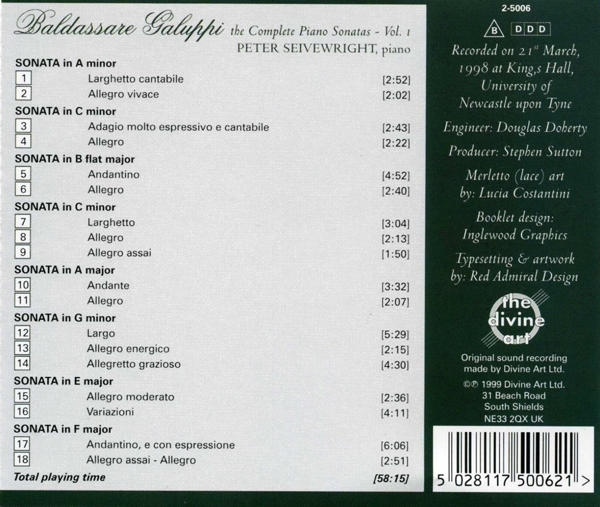 Baldassare Galuppi the Complete Piano Sonatas - Vol. 1
PETER SEIVEWRIGHT, piano
SONATA in A minor
1 Larghetto cantabile [2:52]
2 Allegro vivace [2:02]
SONATA in C minor
3 Adagio molto espressivo e cantabile [2:43]
4 Allegro [2:22]
SONATA in B flat major
5 Andantino [4:52]
6 Allegro [2:40]
SONATA in C minor
7 Larghetto [3:04]
8 Allegro [2:13]
9 Allegro assai [1:50]
SONATA in A major
10 Andante [3:32]
11 Allegro [2:07]
SONATA in G minor
12 Largo [5:29]
13 Allegro energico [2:15]
14 Allegretto grazioso [4:30]
SONATA in E major
15 Allegro moderato [2:36]
16 Variazioni [4:11]
SONATA in F major
17 Andantino, e con espressione [6:06]
18 Allegro assai - Allegro [2:51]
Total playing time [58:15]
2-5006
B D D D
Recorded on 21st March,
1998 at King,s Hall,
University of
Newcastle upon Tyne
Engineer: Douglas Doherty
Producer: Stephen Sutton
Merletto (lace) art
by: Lucia Costantini
Booklet design:
Inglewood Graphics
Typesetting & artwork
by: Red Admiral Design
the
divine
art
Original sound recording
made by Divine Art Ltd.
©℗ 1999 Divine Art Ltd.
31 Beach Road
South Shields
NE33 2QX UK
5 028117 500621 >